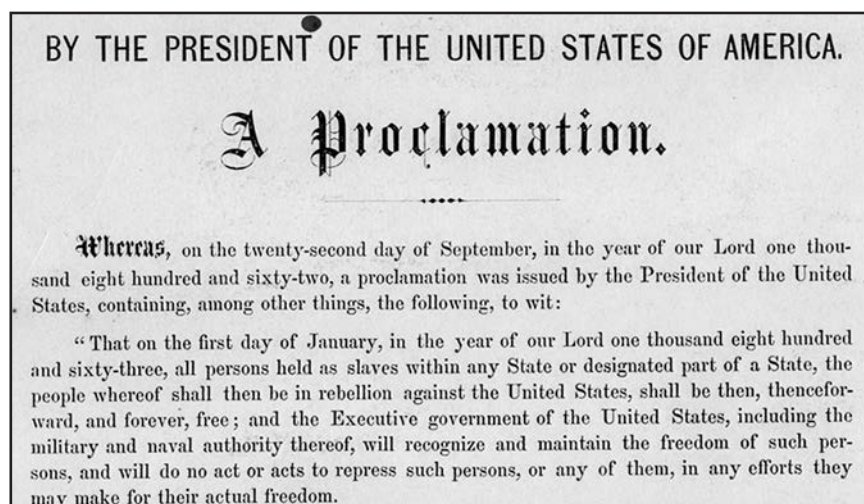 BY THE PRESIDENT OF THE UNITED STATES OF AMERICA.
A Proclamation.
Whereas, on the twenty-second day of September, in the year of our Lord one thou-
sand eight hundred and sixty-two, a proclamation was issued by the President of the United
States, containing, among other things, the following, to wit:
"That on the first day of January, in the year of our Lord one thousand eight hundred
and sixty-three, all persons held as slaves within any State or designated part of a State, the
people whereof shall then be in rebellion against the United States, shall be then, thencefor-
ward, and forever, free; and the Executive government of the United States, including the
military and naval authority thereof, will recognize and maintain the freedom of such per-
sons, and will do no act or acts to repress such persons, or any of them, in any efforts they
may make for their actual freedom.